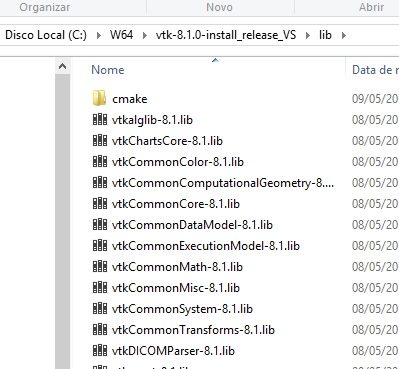 Organizar Novo Abrir
Disco Local (C:) W64 vtk-8.1.0-install_release_VS lib
Nome Data de
cmake 09/05/20
vtkalglib-8.1.lib 08/05/20
vtkChartsCore-8.1.lib 08/05/20
vtkCommonColor-8.1.lib 08/05/20
vtkCommonComputationalGeometry-8.... 08/05/20
vtkCommonCore-8.1.lib 08/05/20
vtkCommonDataModel-8.1.lib 08/05/20
vtkCommonExecutionModel-8.1.lib 08/05/20
vtkCommonMath-8.1.lib 08/05/20
vtkCommonMisc-8.1.lib 08/05/20
vtkCommonSystem-8.1.lib 08/05/20
vtkCommonTransforms-8.1.lib 08/05/20
vtkDICOMParser-8.1.lib 08/05/20